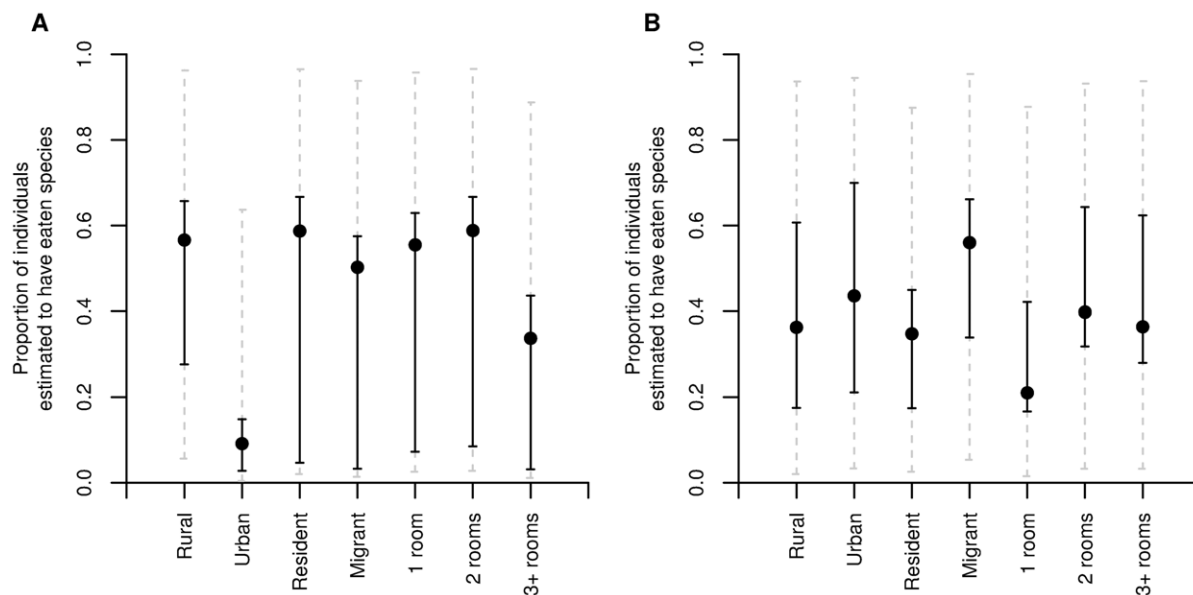 A
Proportion of individuals
estimated to have eaten species
1.0
0.8
0.6
0.4
0.2
0.0
Rural
Urban
Resident
Migrant
1 room
2 rooms
3+ rooms
B
Proportion of individuals
estimated to have eaten species
1.0
0.8
0.6
0.4
0.2
0.0
Rural
Urban
Resident
Migrant
1 room
2 rooms
3+ rooms